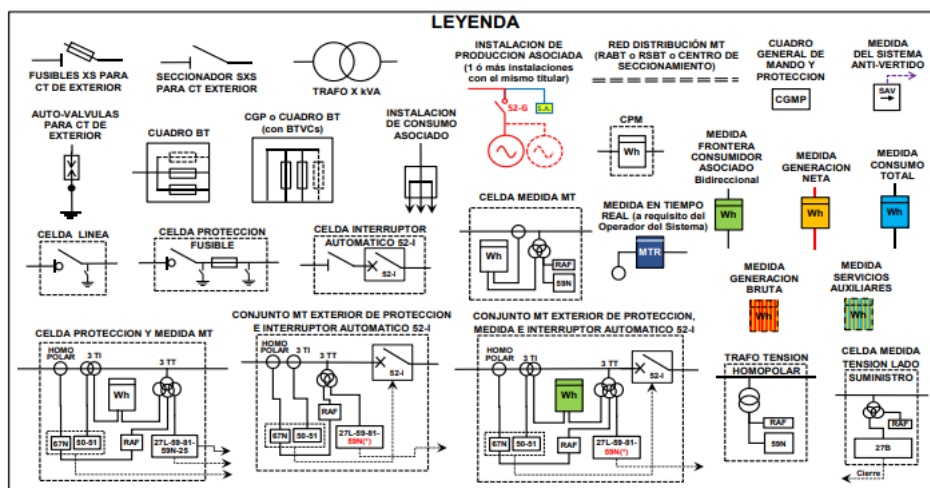 LEYENDA
FUSIBLES XS PARA
CT DE EXTERIOR
SECCIONADOR SXS
PARA CT EXTERIOR
TRAFO X kVA
INSTALACION DE
PRODUCCION ASOCIADA
(1 ó más instalaciones
con el mismo titular)
52-G
S.A.
RED DISTRIBUCIÓN MT
(RABT o RSBT o CENTRO DE
SECCIONAMIENTO)
CUADRO
GENERAL DE
MANDO Y
PROTECCION
CGMP
MEDIDA
DEL SISTEMA
ANTI-VERTIDO
SAV
AUTO-VALVULAS
PARA CT DE
EXTERIOR
CUADRO BT
CGP o CUADRO BT
(con BTVCs)
INSTALACION
DE CONSUMO
ASOCIADO
CPM
Wh
MEDIDA
FRONTERA
CONSUMIDOR
ASOCIADO
Bidireccional
Wh
MEDIDA
GENERACION
NETA
Wh
MEDIDA
CONSUMO
TOTAL
Wh
CELDA LINEA
CELDA PROTECCION
FUSIBLE
CELDA INTERRUPTOR
AUTOMATICO 52-I
52-I
CELDA MEDIDA MT
Wh
RAF
59N
MEDIDA EN TIEMPO
REAL (a requisito del
Operador del Sistema)
MTR
MEDIDA
GENERACION
BRUTA
Wh
MEDIDA
SERVICIOS
AUXILIARES
Wh
CELDA PROTECCION Y MEDIDA MT
HOMO
POLAR
3 TI
3 TT
Wh
67N
50-51
RAF
27L-59-81-
59N-25
CONJUNTO MT EXTERIOR DE PROTECCION
E INTERRUPTOR AUTOMATICO 52-I
HOMO
POLAR
3 TI
3 TT
52-I
RAF
67N
50-51
27L-59-81-
59N(*)
CONJUNTO MT EXTERIOR DE PROTECCION,
MEDIDA E INTERRUPTOR AUTOMATICO 52-I
HOMO
POLAR
3 TI
3 TT
52-I
Wh
67N
50-51
RAF
27L-59-81-
59N(*)
TRAFO TENSION
HOMOPOLAR
RAF
59N
CELDA MEDIDA
TENSION LADO
SUMINISTRO
RAF
27B
Cierre